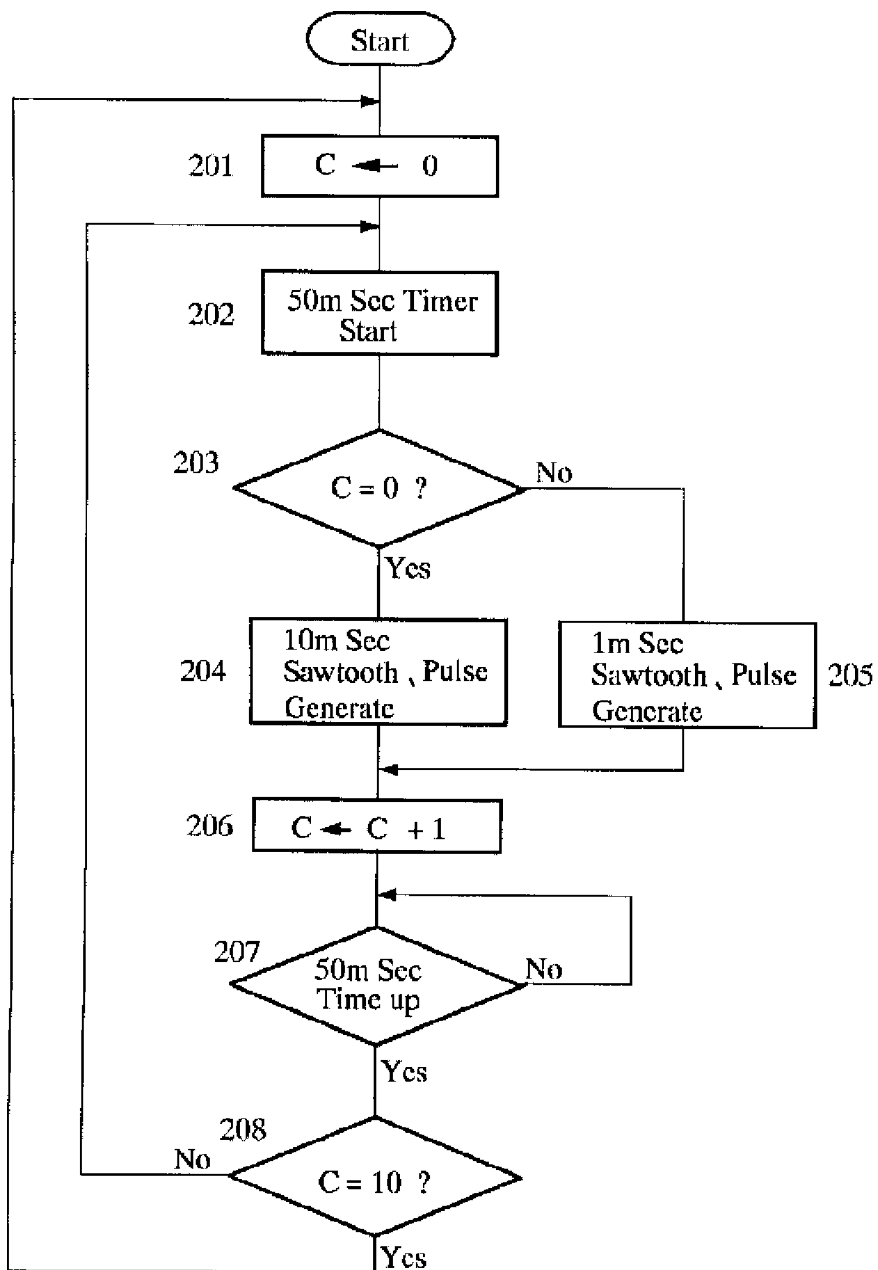 Start
201
C ← 0
202
50m Sec Timer
Start
203
C = 0 ?
No
Yes
204
10m Sec
Sawtooth、Pulse
Generate
1m Sec
Sawtooth、Pulse
Generate
205
206
C ← C + 1
207
50m Sec
Time up
No
Yes
208
No
C = 10 ?
Yes